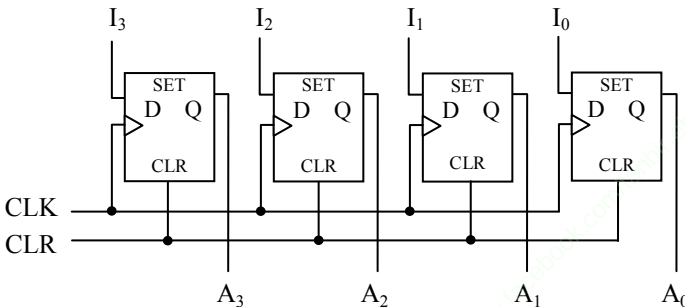 I₃ I₂ I₁ I₀
SET SET SET SET
D Q D Q D Q D Q
CLR CLR CLR CLR
CLK
CLR
A₃ A₂ A₁ A₀